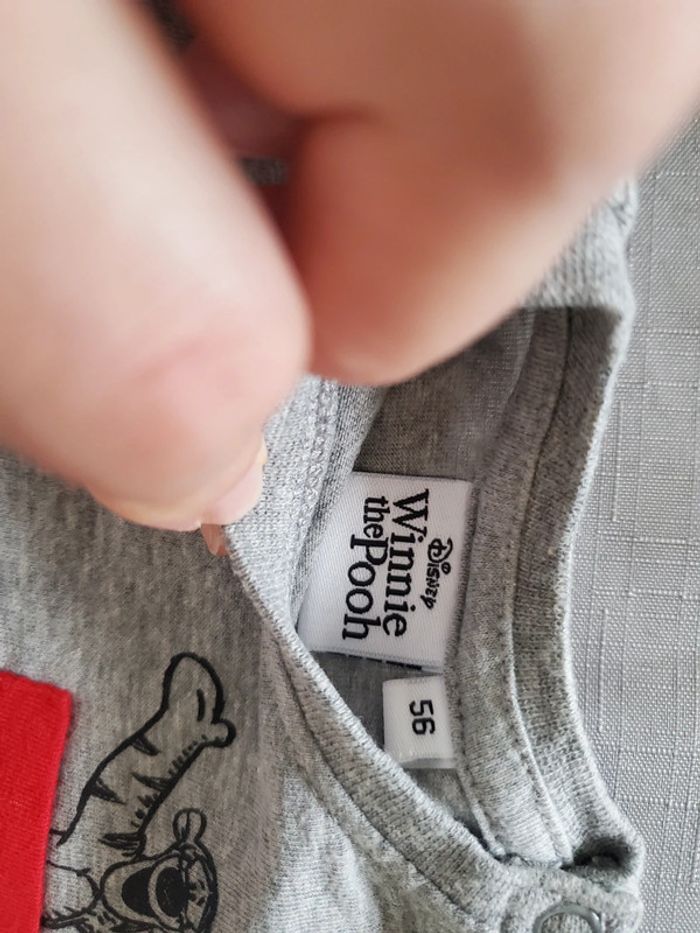 Disney
Winnie
the Pooh
56